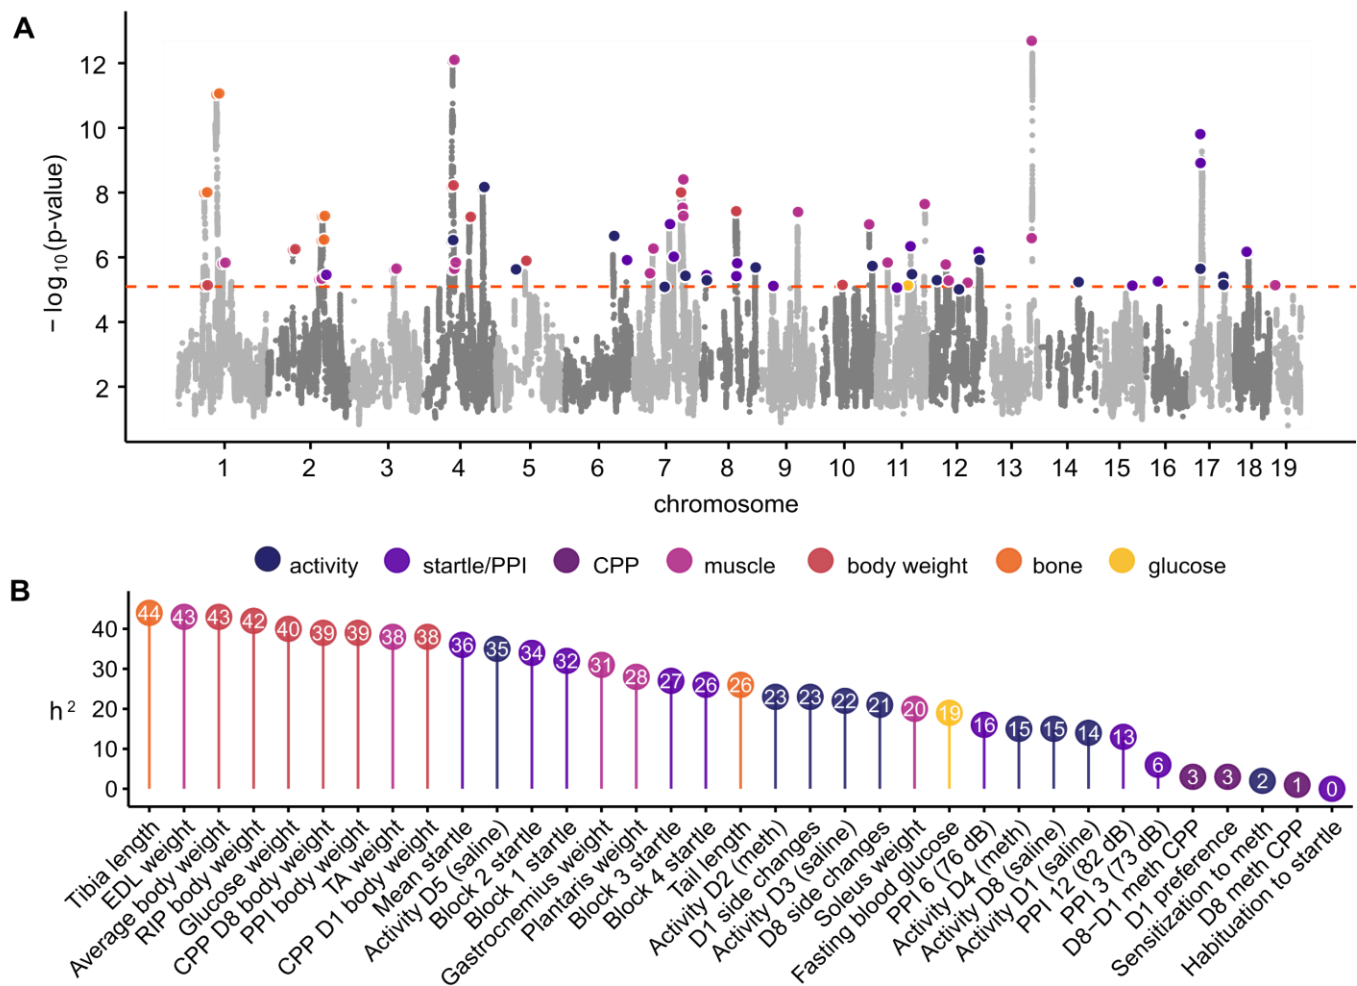 A
12
10
8
6
4
2
− log10(p-value)
1 2 3 4 5 6 7 8 9 10 11 12 13 14 15 16 17 18 19
chromosome
activity startle/PPI CPP muscle body weight bone glucose
B
40
30
20
10
0
h2
44 43 43 42 40 39 39 38 38 36 35 34 32 31 28 27 26 26 23 23 22 21 20 19 16 15 15 14 13 6 3 3 2 1 0
Tibia length
EDL weight
Average body weight
RIP body weight
Glucose weight
CPP D8 body weight
PPI body weight
TA weight
CPP D1 body weight
Mean startle
Activity D5 (saline)
Block 2 startle
Block 1 startle
Gastrocnemius weight
Plantaris weight
Block 3 startle
Block 4 startle
Tail length
Activity D2 (meth)
D1 side changes
Activity D3 (saline)
D8 side changes
Soleus weight
Fasting blood glucose
PPI 6 (76 dB)
Activity D4 (meth)
Activity D8 (saline)
Activity D1 (saline)
PPI 12 (82 dB)
PPI 3 (73 dB)
D8−D1 meth CPP
D1 preference
Sensitization to meth
D8 meth CPP
Habituation to startle